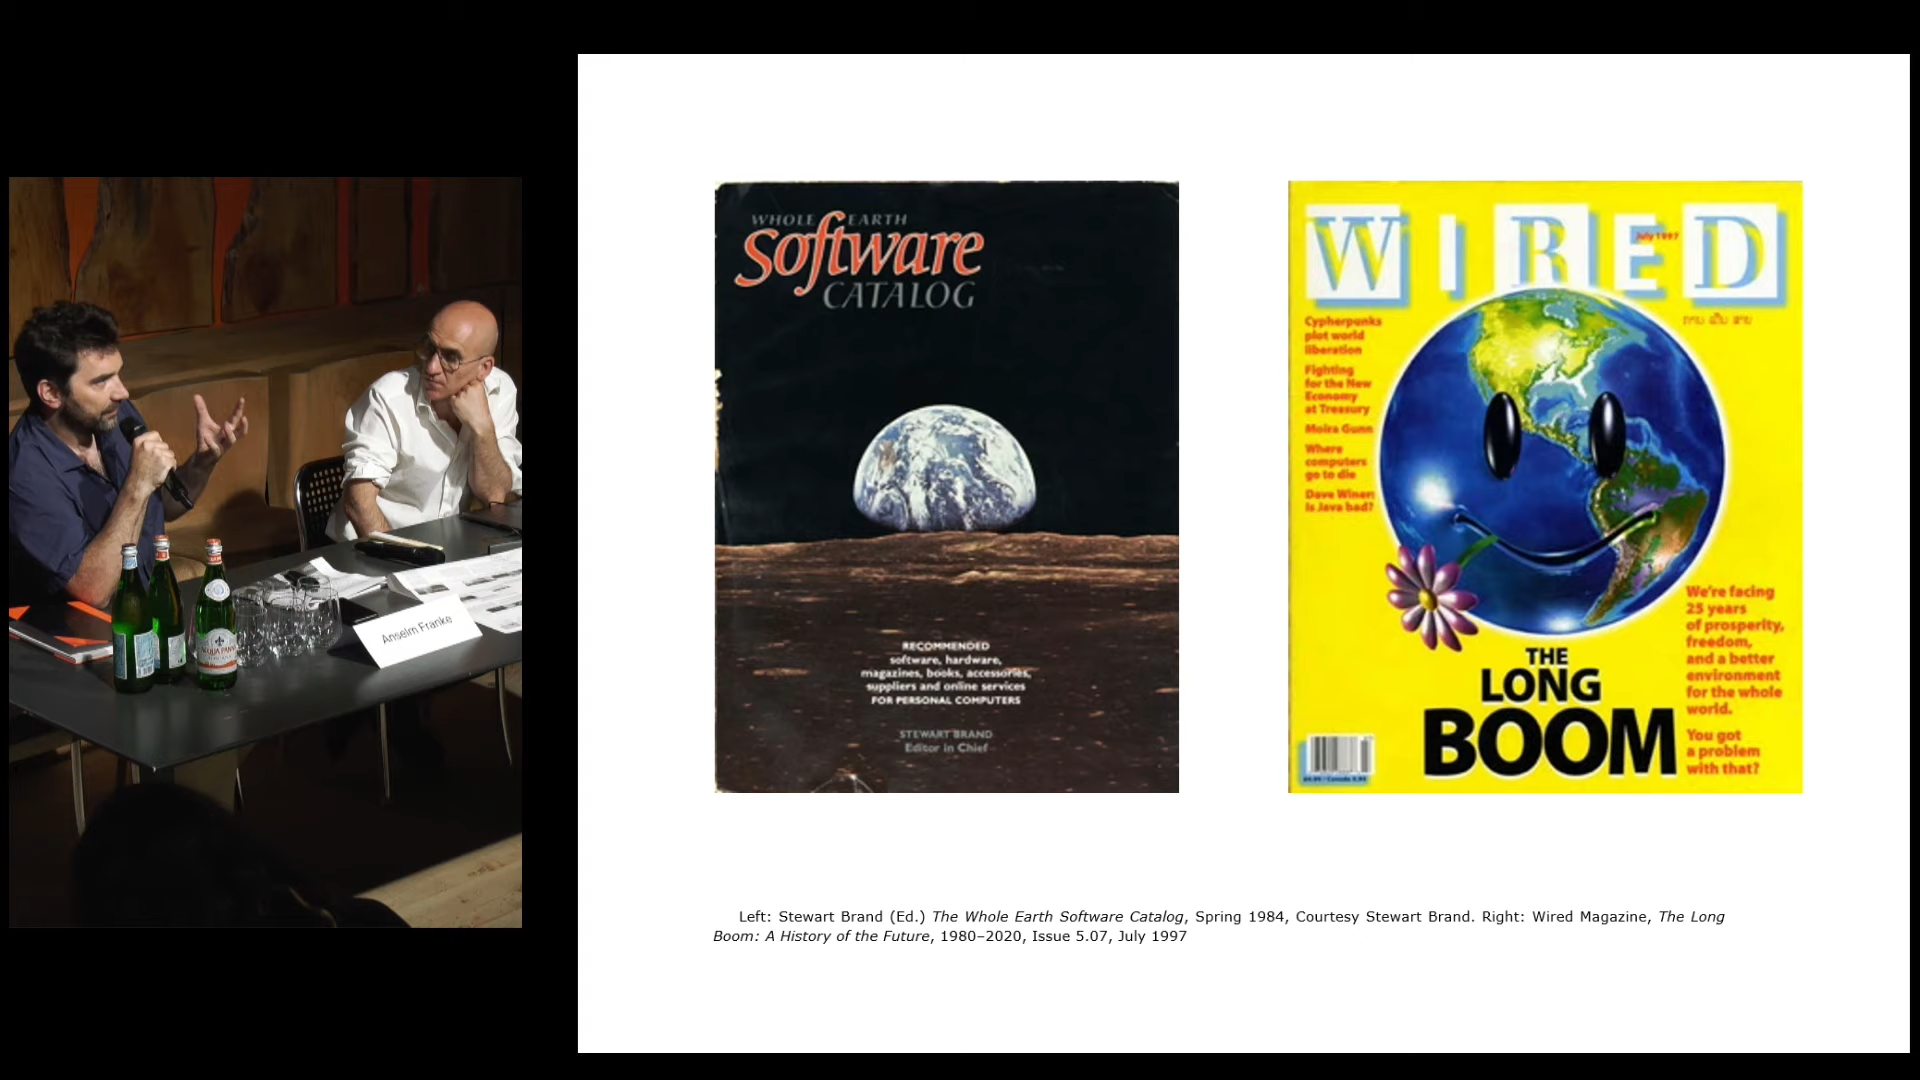 Anselm Franke
ACQUA PANNA
WHOLE EARTH
software
CATALOG
RECOMMENDED
software, hardware,
magazines, books, accessories,
suppliers and online services
FOR PERSONAL COMPUTERS
STEWART BRAND
Editor in Chief
WIRED
July 1997
Cypherpunks
plot world
liberation
Fighting
for the New
Economy
at Treasury
Moira Gunn
Where
computers
go to die
Dave Winer:
Is Java bad?
We're facing
25 years
of prosperity,
freedom,
and a better
environment
for the whole
world.
You got
a problem
with that?
THE
LONG
BOOM
Left: Stewart Brand (Ed.) The Whole Earth Software Catalog, Spring 1984, Courtesy Stewart Brand. Right: Wired Magazine, The Long
Boom: A History of the Future, 1980–2020, Issue 5.07, July 1997